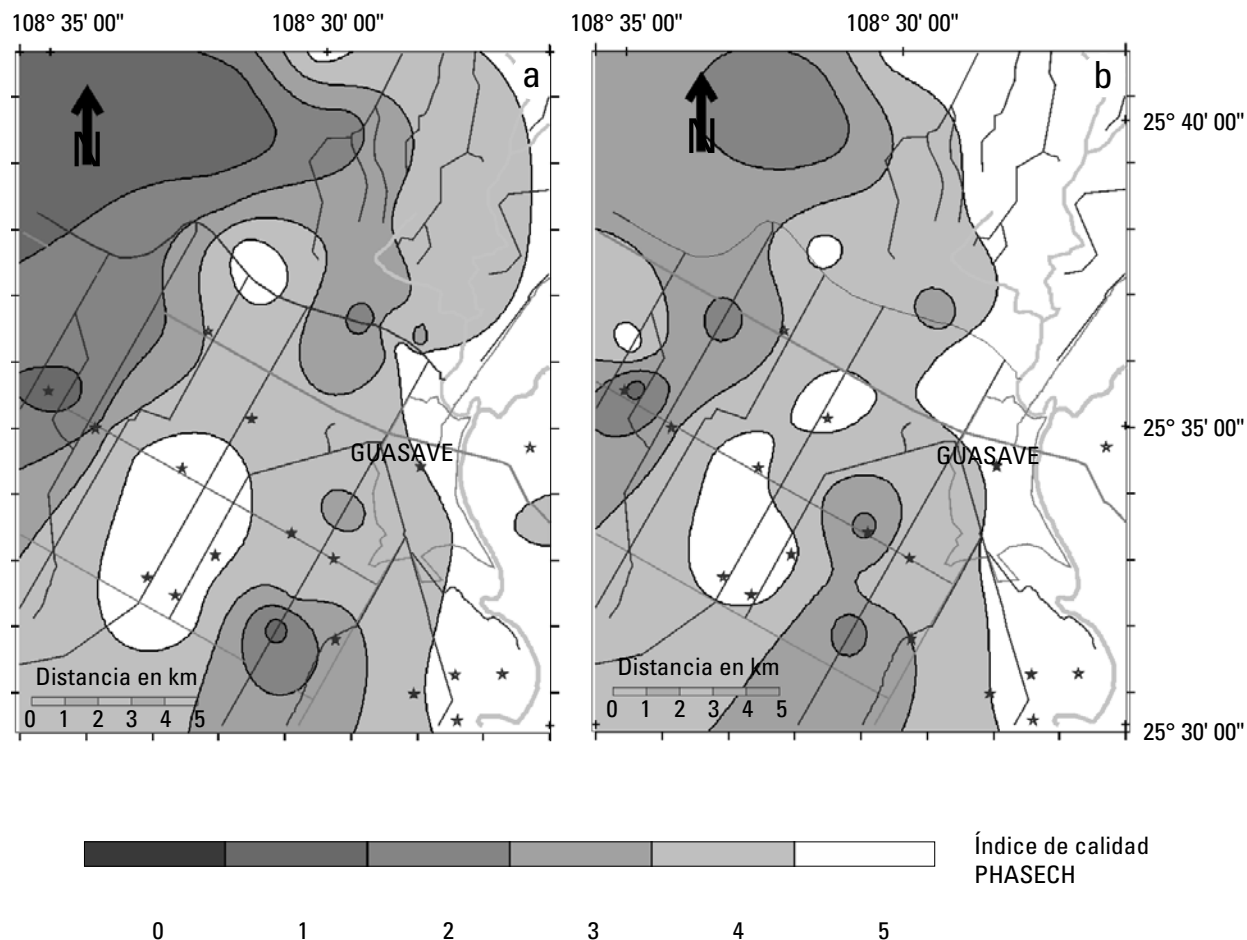 108° 35' 00"
108° 30' 00"
108° 35' 00"
108° 30' 00"
a
b
N
N
25° 40' 00"
25° 35' 00"
GUASAVE
GUASAVE
Distancia en km
0 1 2 3 4 5
Distancia en km
0 1 2 3 4 5
25° 30' 00"
Índice de calidad
PHASECH
0 1 2 3 4 5